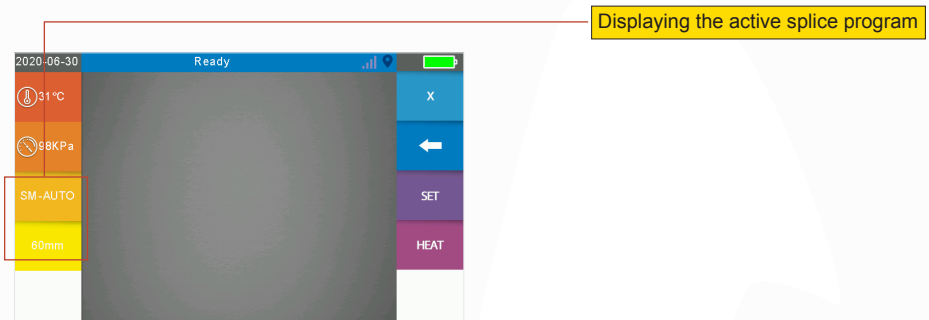 Displaying the active splice program
2020-06-30 Ready
31°C X
98KPa
SM-AUTO SET
60mm HEAT